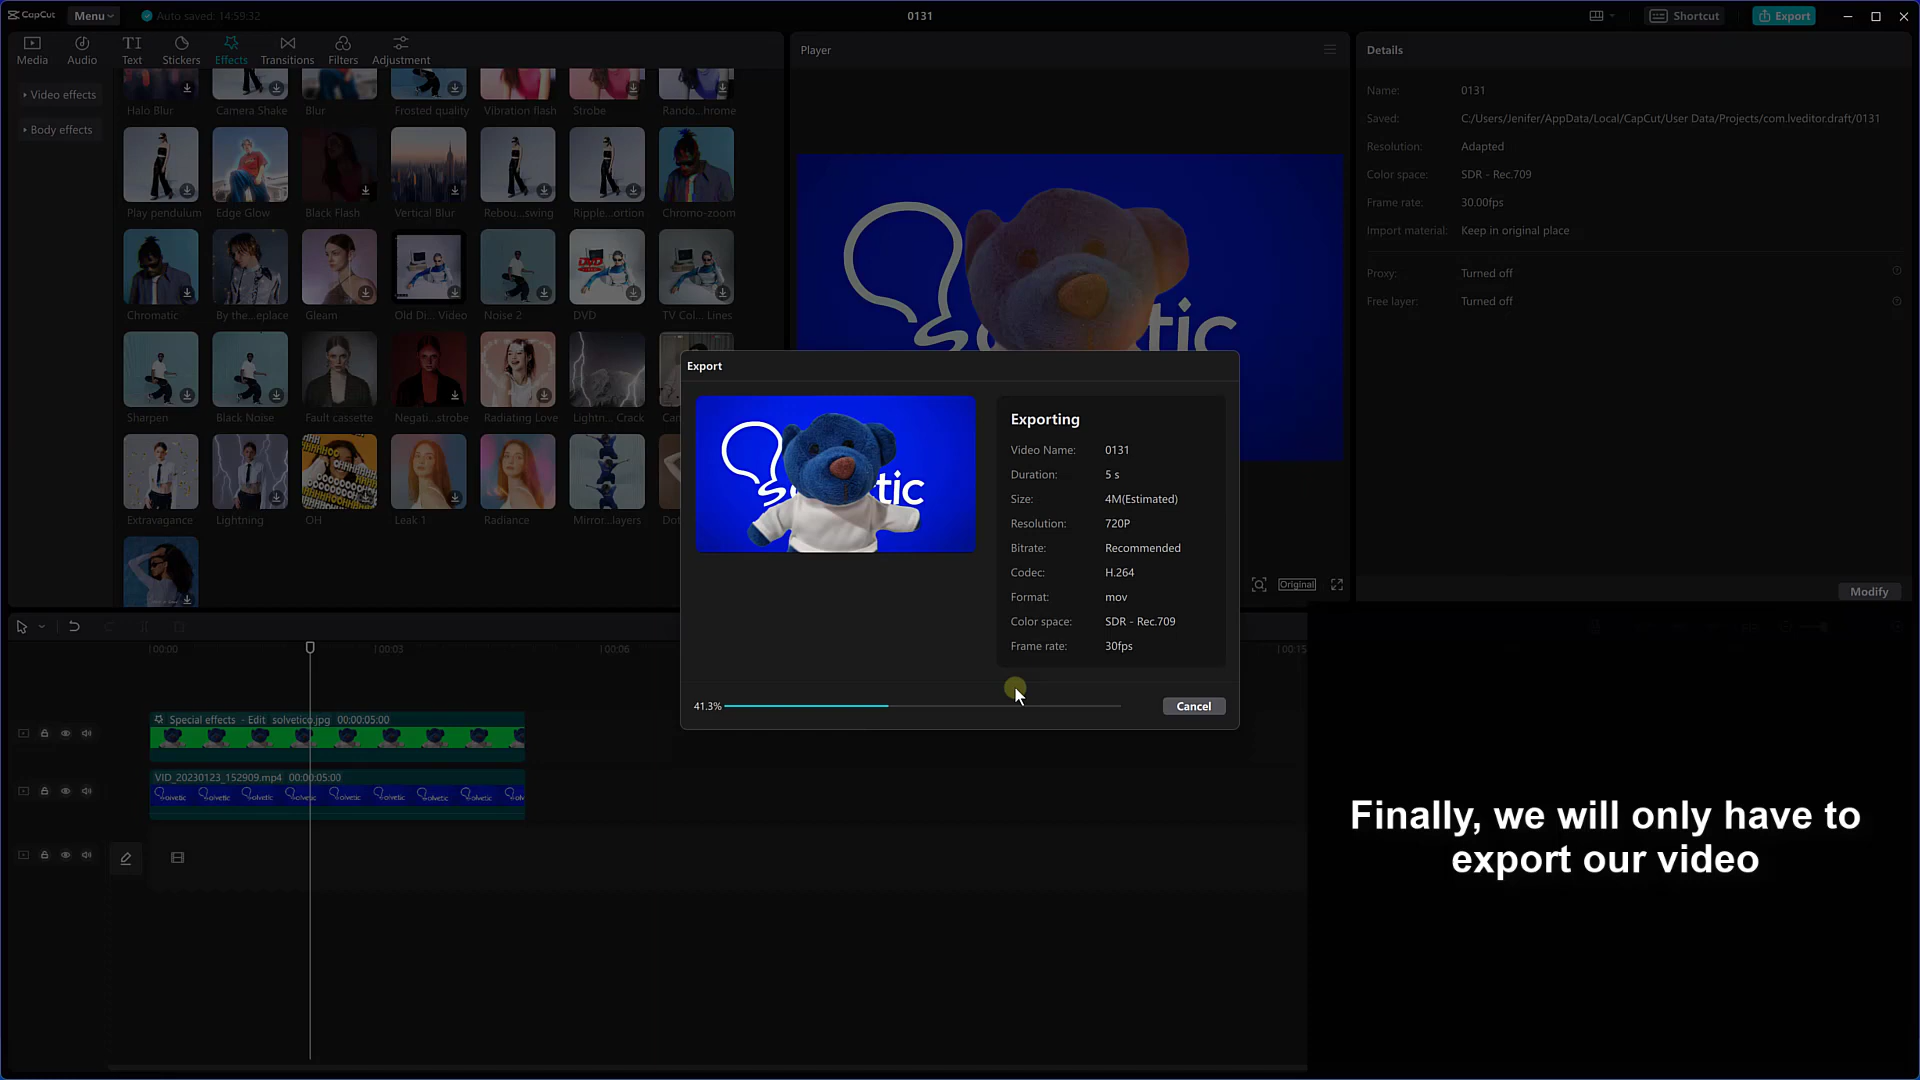 CapCut
Menu
Auto saved: 14:59:32
0131
Shortcut
Export
Media
Audio
TI
Text
Stickers
Effects
Transitions
Filters
Adjustment
Video effects
Body effects
Halo Blur
Camera Shake
Blur
Frosted quality
Vibration flash
Strobe
Rando...hrome
Play pendulum
Edge Glow
Black Flash
Vertical Blur
Rebou...swing
Ripple...ortion
Chromo-zoom
Chromatic
By the...eplace
Gleam
Old Di... Video
Noise 2
DVD
TV Col... Lines
Sharpen
Black Noise
Fault cassette
Negati...strobe
Radiating Love
Lightn... Crack
Extravagance
Lightning
OH
Leak 1
Radiance
Mirror...layers
Player
tic
Original
Details
Name: 0131
Saved: C:/Users/Jenifer/AppData/Local/CapCut/User Data/Projects/com.lveditor.draft/0131
Resolution: Adapted
Color space: SDR - Rec.709
Frame rate: 30.00fps
Import material: Keep in original place
Proxy: Turned off
Free layer: Turned off
Modify
Export
tic
Exporting
Video Name: 0131
Duration: 5 s
Size: 4M(Estimated)
Resolution: 720P
Bitrate: Recommended
Codec: H.264
Format: mov
Color space: SDR - Rec.709
Frame rate: 30fps
41.3%
Cancel
00:00
00:03
00:06
00:15
Special effects - Edit solvetico.jpg 00:00:05:00
VID_20230123_152909.mp4 00:00:05:00
Finally, we will only have to
export our video